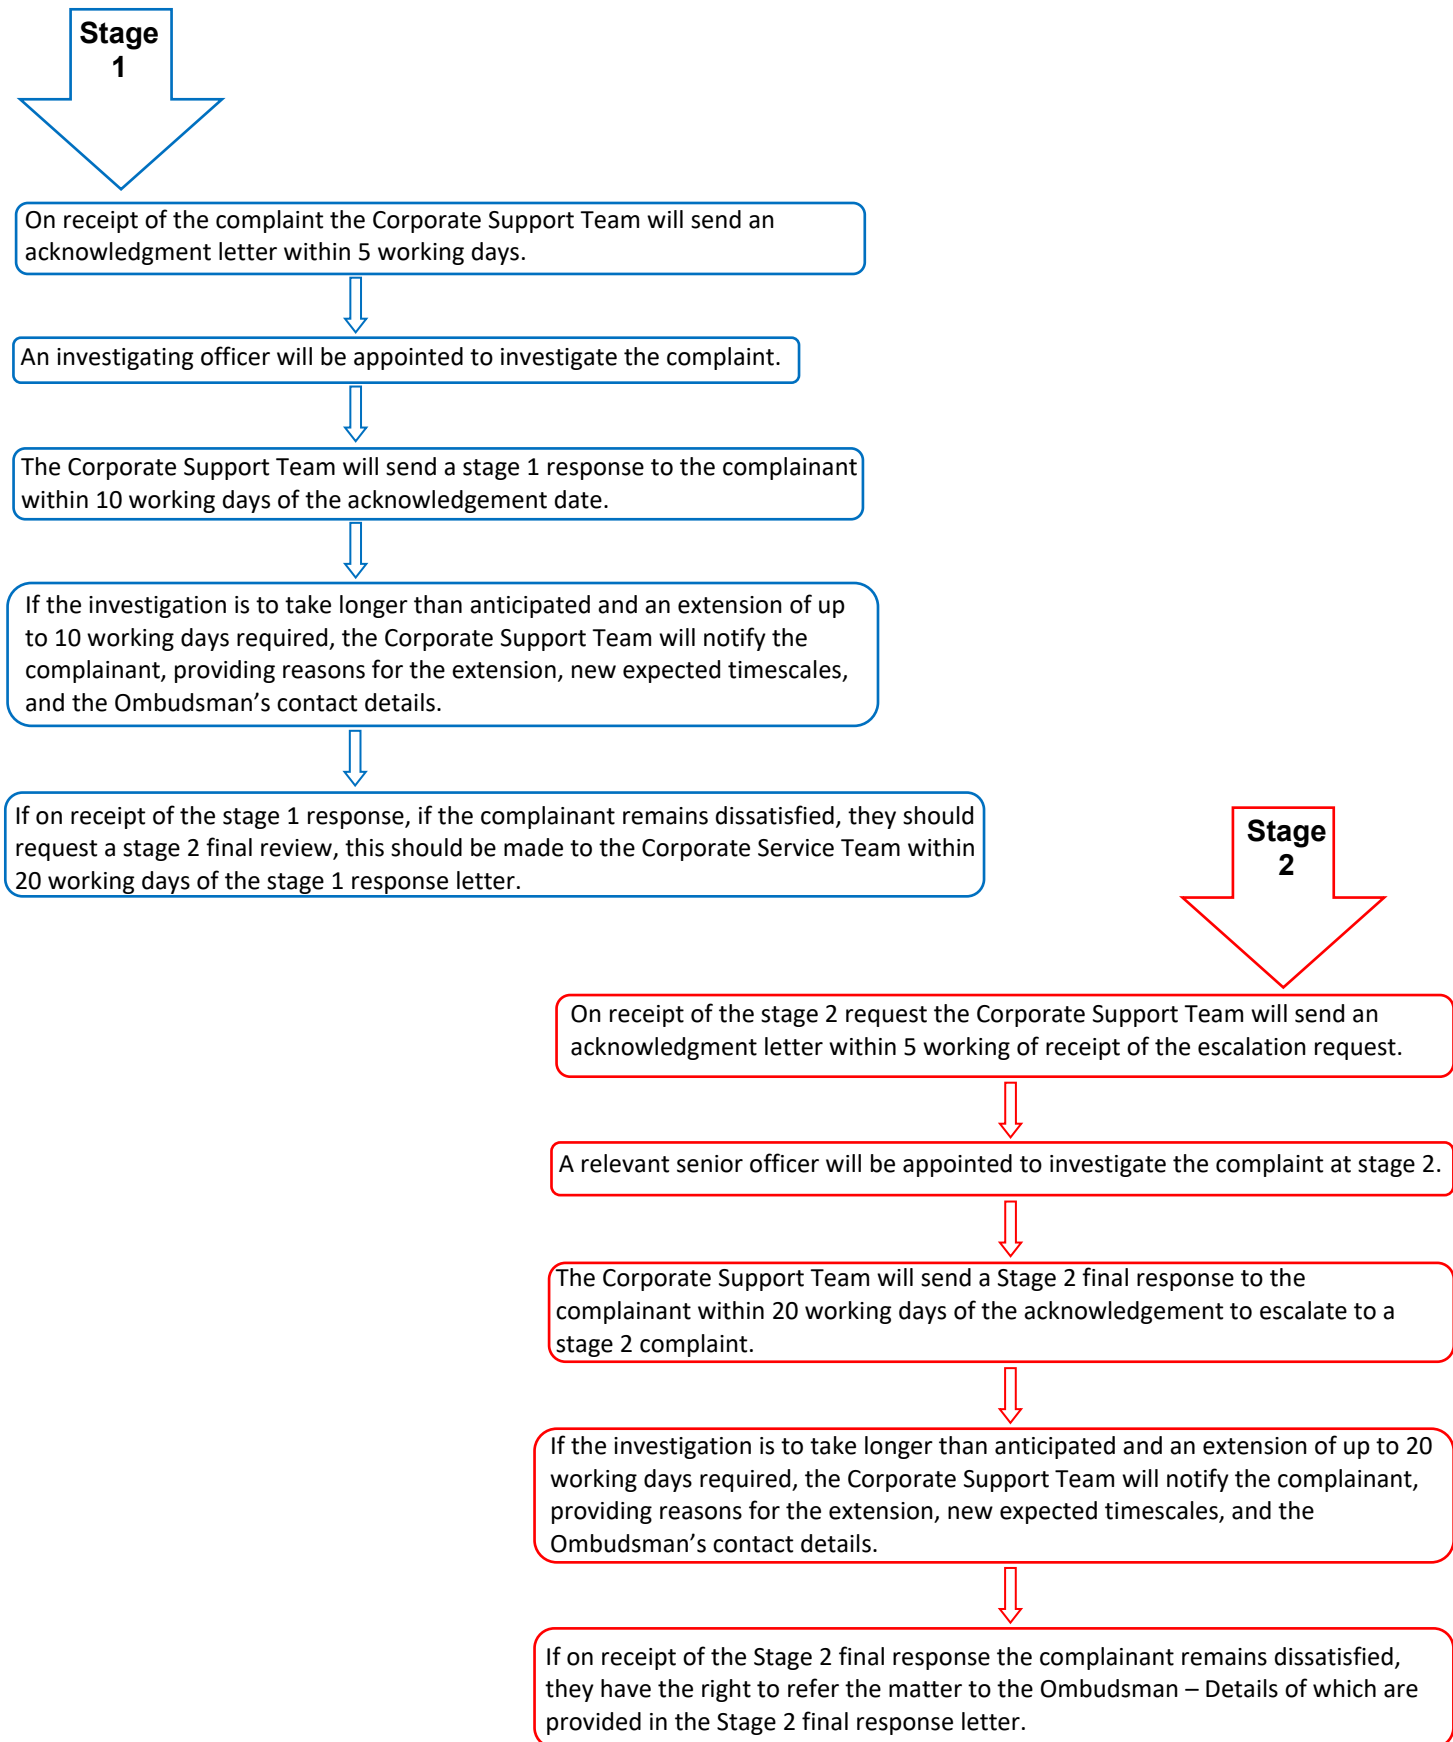 Stage
1
On receipt of the complaint the Corporate Support Team will send an
acknowledgment letter within 5 working days.
An investigating officer will be appointed to investigate the complaint.
The Corporate Support Team will send a stage 1 response to the complainant
within 10 working days of the acknowledgement date.
If the investigation is to take longer than anticipated and an extension of up
to 10 working days required, the Corporate Support Team will notify the
complainant, providing reasons for the extension, new expected timescales,
and the Ombudsman’s contact details.
If on receipt of the stage 1 response, if the complainant remains dissatisfied, they should
request a stage 2 final review, this should be made to the Corporate Service Team within
20 working days of the stage 1 response letter.
Stage
2
On receipt of the stage 2 request the Corporate Support Team will send an
acknowledgment letter within 5 working of receipt of the escalation request.
A relevant senior officer will be appointed to investigate the complaint at stage 2.
The Corporate Support Team will send a Stage 2 final response to the
complainant within 20 working days of the acknowledgement to escalate to a
stage 2 complaint.
If the investigation is to take longer than anticipated and an extension of up to 20
working days required, the Corporate Support Team will notify the complainant,
providing reasons for the extension, new expected timescales, and the
Ombudsman’s contact details.
If on receipt of the Stage 2 final response the complainant remains dissatisfied,
they have the right to refer the matter to the Ombudsman – Details of which are
provided in the Stage 2 final response letter.